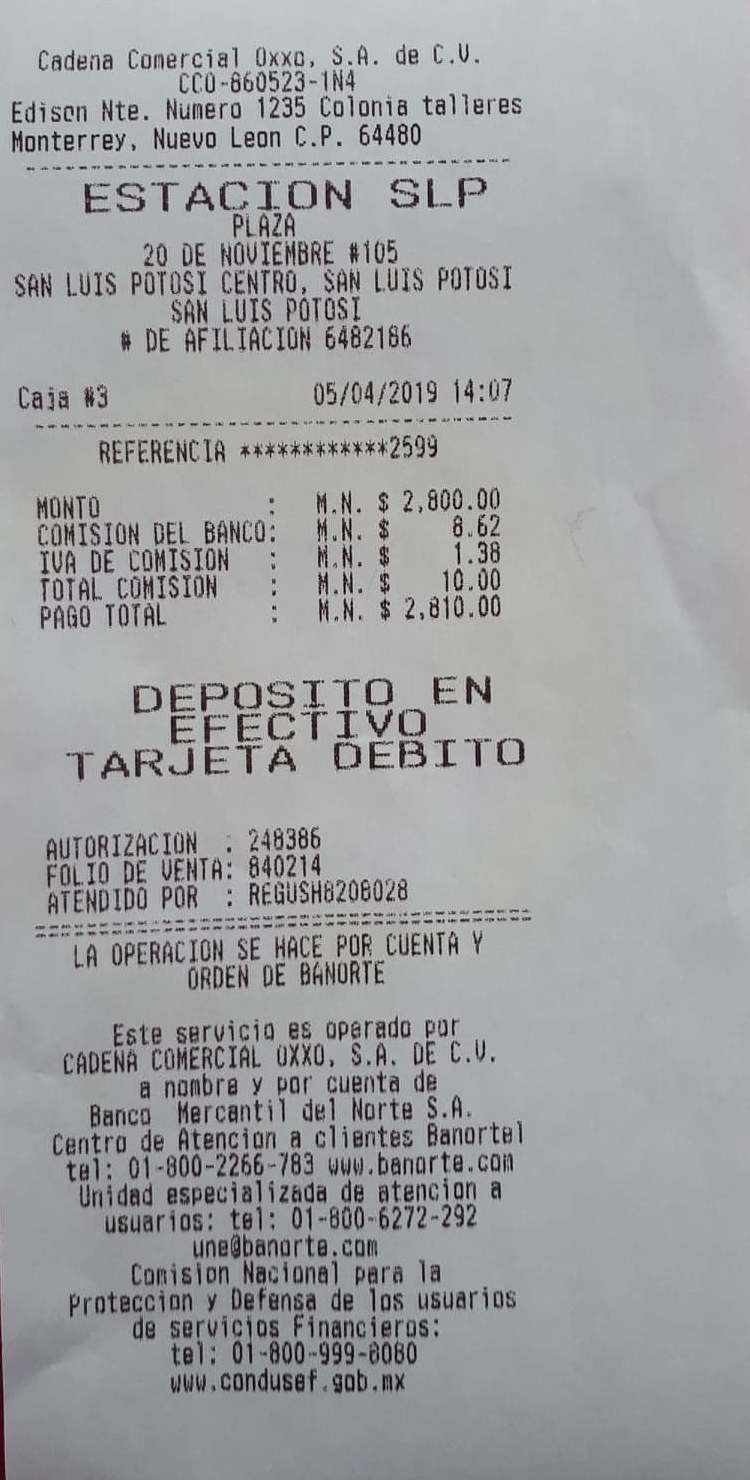 Cadena Comercial Oxxo, S.A. de C.V.
CCO-860523-1N4
Edison Nte. Numero 1235 Colonia talleres
Monterrey, Nuevo Leon C.P. 64480
ESTACION SLP
PLAZA
20 DE NOVIEMBRE #105
SAN LUIS POTOSI CENTRO, SAN LUIS POTOSI
SAN LUIS POTOSI
# DE AFILIACION 6482186
Caja #3 05/04/2019 14:07
REFERENCIA ************2599
MONTO : M.N. $ 2,800.00
COMISION DEL BANCO: M.N. $ 8.62
IVA DE COMISION : M.N. $ 1.38
TOTAL COMISION : M.N. $ 10.00
PAGO TOTAL : M.N. $ 2,810.00
DEPOSITO EN
EFECTIVO
TARJETA DEBITO
AUTORIZACION : 248386
FOLIO DE VENTA: 840214
ATENDIDO POR : REGUSH8208028
LA OPERACION SE HACE POR CUENTA Y
ORDEN DE BANORTE
Este servicio es operado por
CADENA COMERCIAL OXXO, S.A. DE C.V.
a nombre y por cuenta de
Banco Mercantil del Norte S.A.
Centro de Atencion a clientes Banortel
tel: 01-800-2266-783 www.banorte.com
Unidad especializada de atencion a
usuarios: tel: 01-800-6272-292
une@banorte.com
Comision Nacional para la
Proteccion y Defensa de los usuarios
de servicios Financieros:
tel: 01-800-999-8080
www.condusef.gob.mx